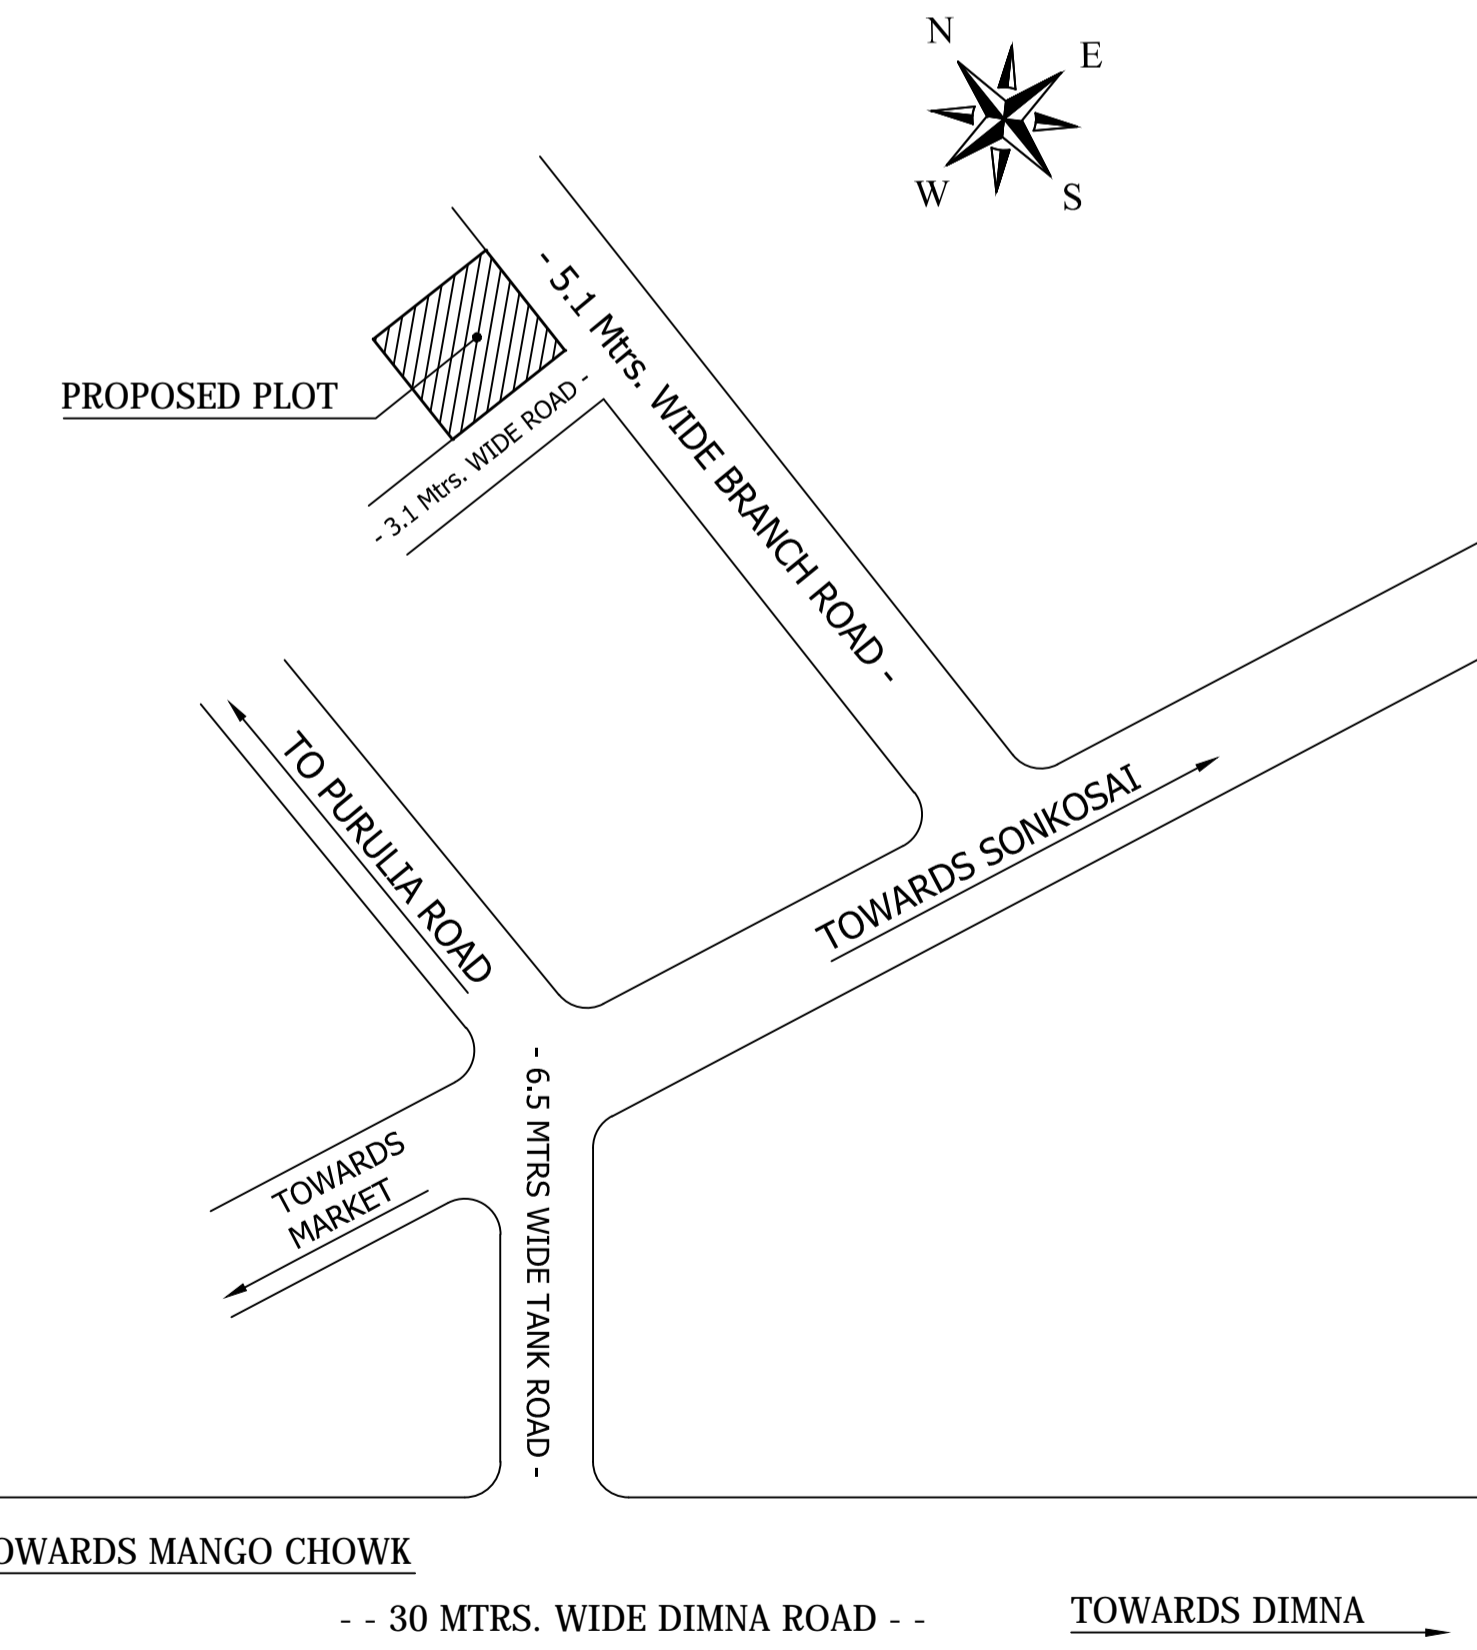 N
E
W
S
- 5.1 Mtrs. WIDE BRANCH ROAD -
PROPOSED PLOT
- 3.1 Mtrs. WIDE ROAD -
TO PURULIA ROAD
TOWARDS SONKOSAI
- 6.5 MTRS WIDE TANK ROAD -
TOWARDS
MARKET
OWARDS MANGO CHOWK
- - 30 MTRS. WIDE DIMNA ROAD - -
TOWARDS DIMNA